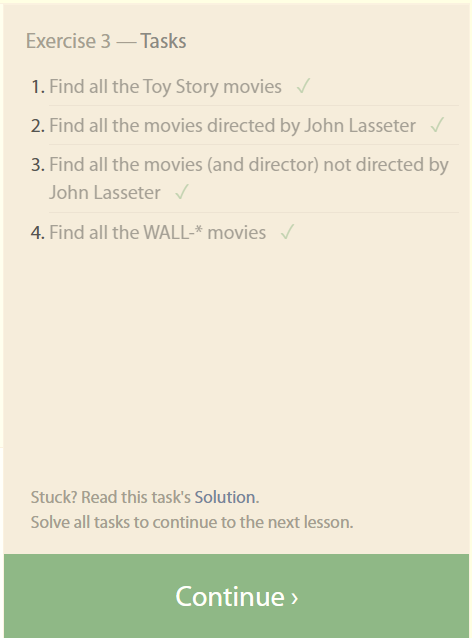 Exercise 3 — Tasks
1. Find all the Toy Story movies ✓
2. Find all the movies directed by John Lasseter ✓
3. Find all the movies (and director) not directed by
John Lasseter ✓
4. Find all the WALL-* movies ✓
Stuck? Read this task's Solution.
Solve all tasks to continue to the next lesson.
Continue ›